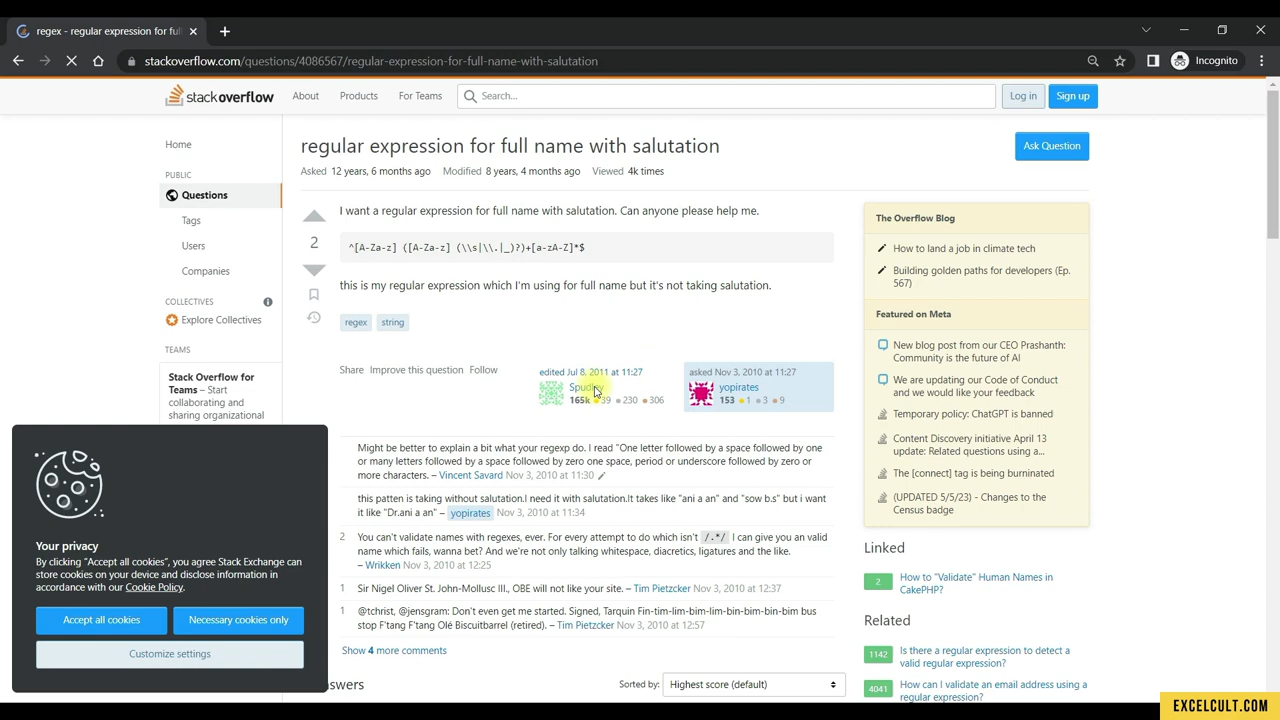 regex - regular expression for ful
stackoverflow.com/questions/4086567/regular-expression-for-full-name-with-salutation
Incognito
stackoverflow
About
Products
For Teams
Search...
Log in
Sign up
Home
PUBLIC
Questions
Tags
Users
Companies
COLLECTIVES
Explore Collectives
TEAMS
Stack Overflow for
Teams – Start
collaborating and
sharing organizational
regular expression for full name with salutation
Ask Question
Asked 12 years, 6 months ago Modified 8 years, 4 months ago Viewed 4k times
2
I want a regular expression for full name with salutation. Can anyone please help me.
^[A-Za-z] ([A-Za-z] (\\s|\\.|_)?)+[a-zA-Z]*$
this is my regular expression which I'm using for full name but it's not taking salutation.
regex string
Share Improve this question Follow
edited Jul 8, 2011 at 11:27
Spudley
165k 39 230 306
asked Nov 3, 2010 at 11:27
yopirates
153 1 3 9
Might be better to explain a bit what your regexp do. I read "One letter followed by a space followed by one
or many letters followed by a space followed by zero one space, period or underscore followed by zero or
more characters. – Vincent Savard Nov 3, 2010 at 11:30
this patten is taking without salutation.I need it with salutation.It takes like "ani a an" and "sow b.s" but i want
it like "Dr.ani a an" – yopirates Nov 3, 2010 at 11:34
2 You can't validate names with regexes, ever. For every attempt to do which isn't /.*/ I can give you an valid
name which fails, wanna bet? And we're not only talking whitespace, diacretics, ligatures and the like.
– Wrikken Nov 3, 2010 at 12:25
1 Sir Nigel Oliver St. John-Mollusc III., OBE will not like your site. – Tim Pietzcker Nov 3, 2010 at 12:37
1 @tchrist, @jensgram: Don't even get me started. Signed, Tarquin Fin-tim-lim-bim-lim-bin-bim-bin-bim bus
stop F'tang F'tang Olé Biscuitbarrel (retired). – Tim Pietzcker Nov 3, 2010 at 12:57
Show 4 more comments
nswers
Sorted by:
Highest score (default)
The Overflow Blog
How to land a job in climate tech
Building golden paths for developers (Ep.
567)
Featured on Meta
New blog post from our CEO Prashanth:
Community is the future of AI
We are updating our Code of Conduct
and we would like your feedback
Temporary policy: ChatGPT is banned
Content Discovery initiative April 13
update: Related questions using a...
The [connect] tag is being burninated
(UPDATED 5/5/23) - Changes to the
Census badge
Linked
2 How to "Validate" Human Names in
CakePHP?
Related
1142 Is there a regular expression to detect a
valid regular expression?
4041 How can I validate an email address using a
regular expression?
Your privacy
By clicking "Accept all cookies", you agree Stack Exchange can
store cookies on your device and disclose information in
accordance with our Cookie Policy.
Accept all cookies
Necessary cookies only
Customize settings
EXCELCULT.COM